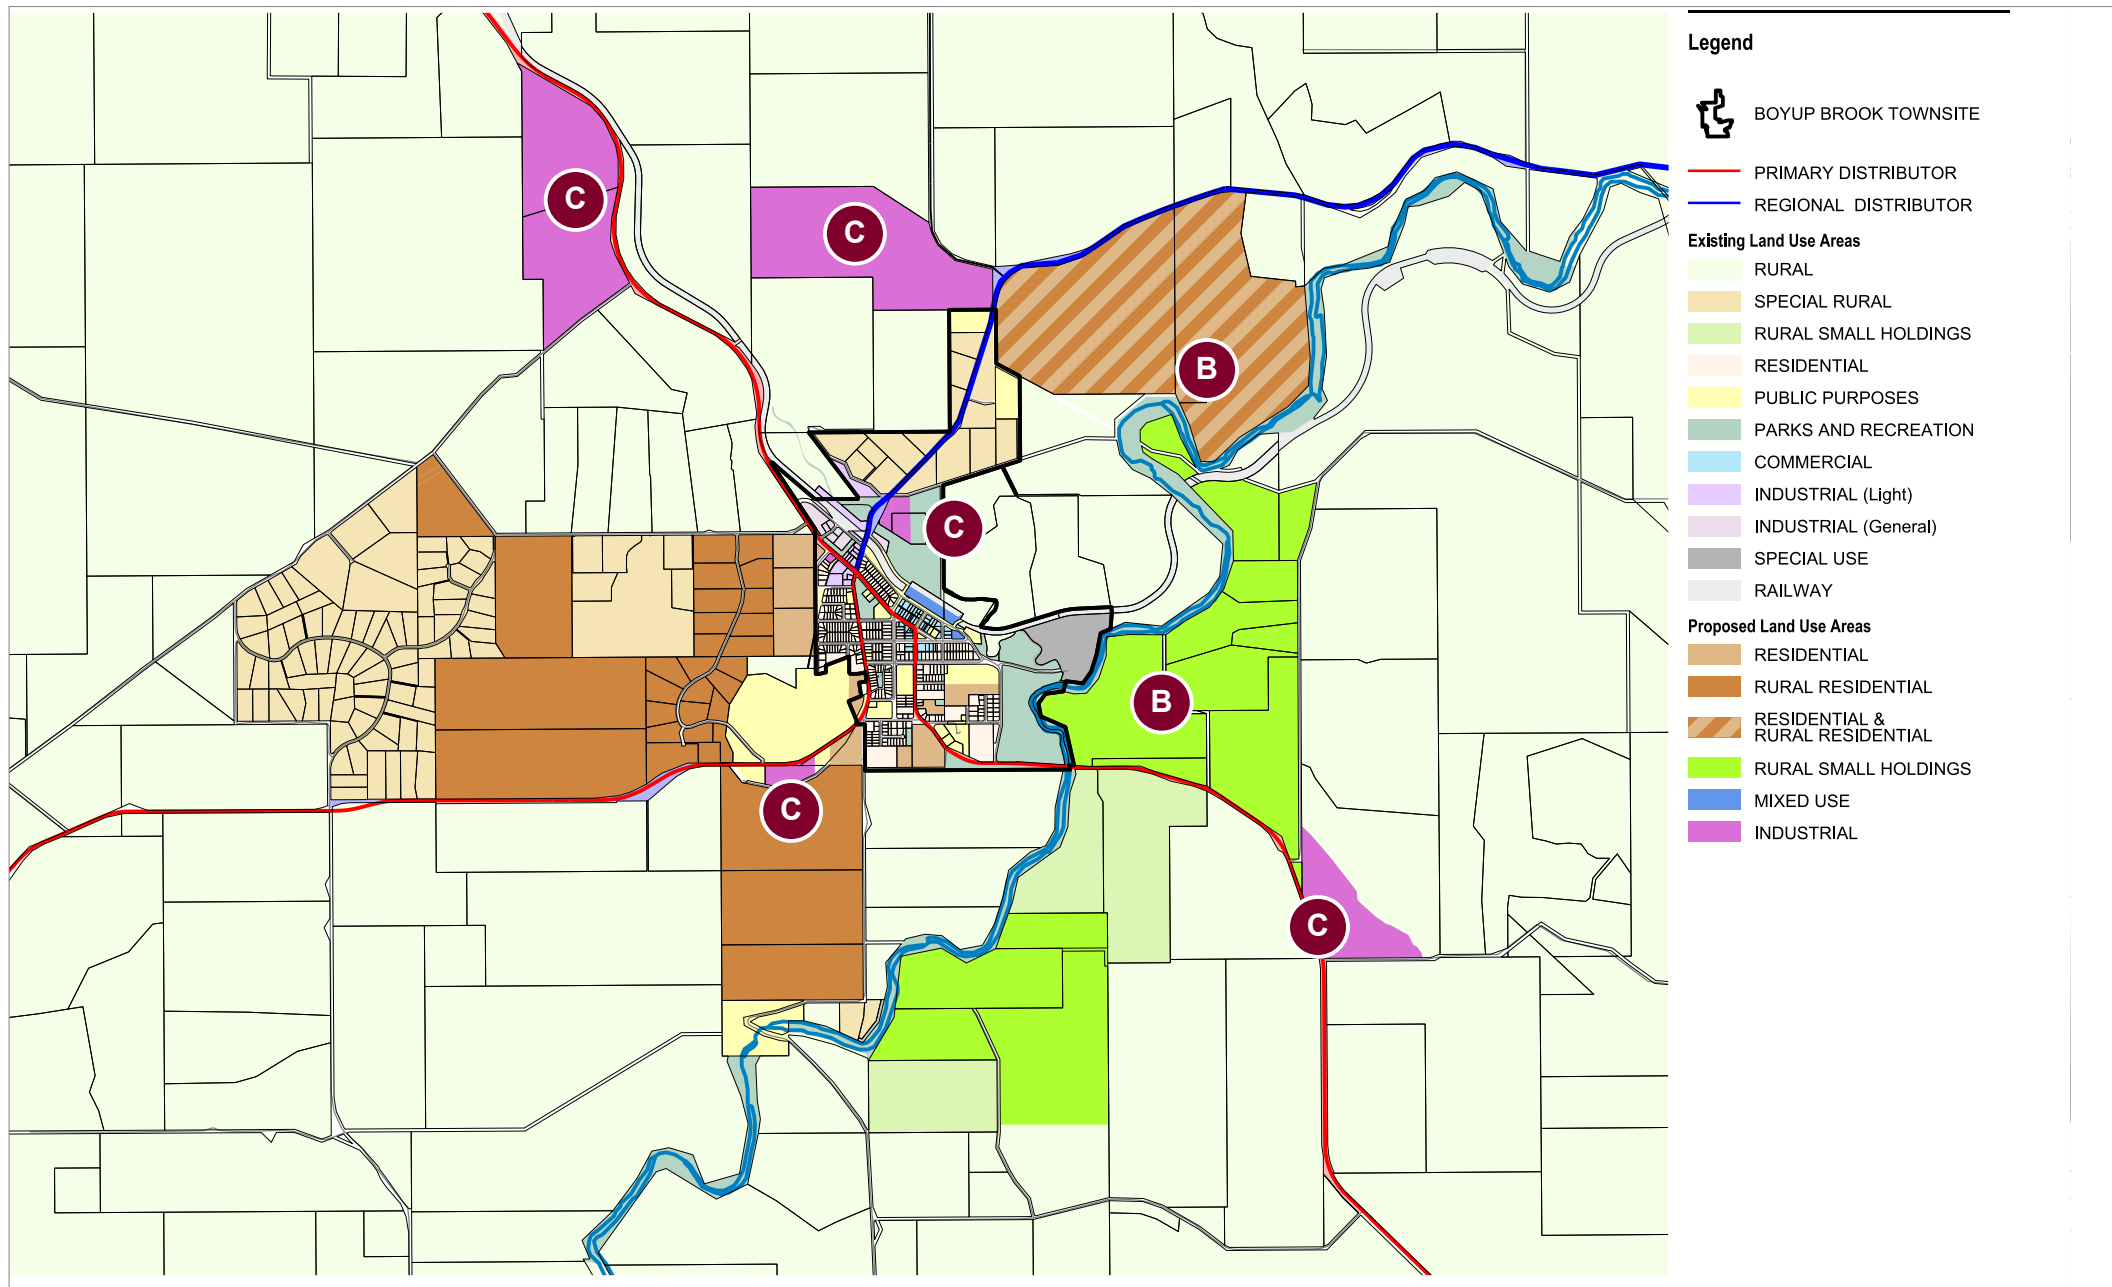 Legend
BOYUP BROOK TOWNSITE
PRIMARY DISTRIBUTOR
REGIONAL DISTRIBUTOR
Existing Land Use Areas
RURAL
SPECIAL RURAL
RURAL SMALL HOLDINGS
RESIDENTIAL
PUBLIC PURPOSES
PARKS AND RECREATION
COMMERCIAL
INDUSTRIAL (Light)
INDUSTRIAL (General)
SPECIAL USE
RAILWAY
Proposed Land Use Areas
RESIDENTIAL
RURAL RESIDENTIAL
RESIDENTIAL &
RURAL RESIDENTIAL
RURAL SMALL HOLDINGS
MIXED USE
INDUSTRIAL
C
C
B
C
B
C
C